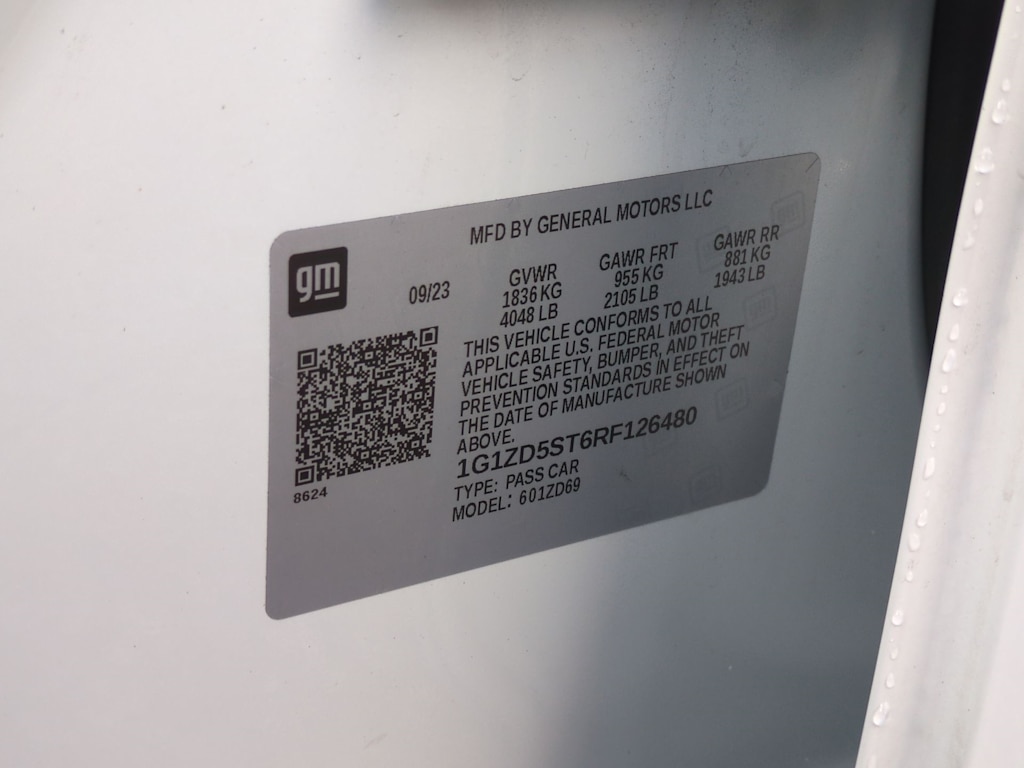 MFD BY GENERAL MOTORS LLC
gm
09/23
GVWR
1836 KG
4048 LB
GAWR FRT
955 KG
2105 LB
GAWR RR
881 KG
1943 LB
THIS VEHICLE CONFORMS TO ALL
APPLICABLE U.S. FEDERAL MOTOR
VEHICLE SAFETY, BUMPER, AND THEFT
PREVENTION STANDARDS IN EFFECT ON
THE DATE OF MANUFACTURE SHOWN
ABOVE.
1G1ZD5ST6RF126480
TYPE: PASS CAR
MODEL: 601ZD69
8624